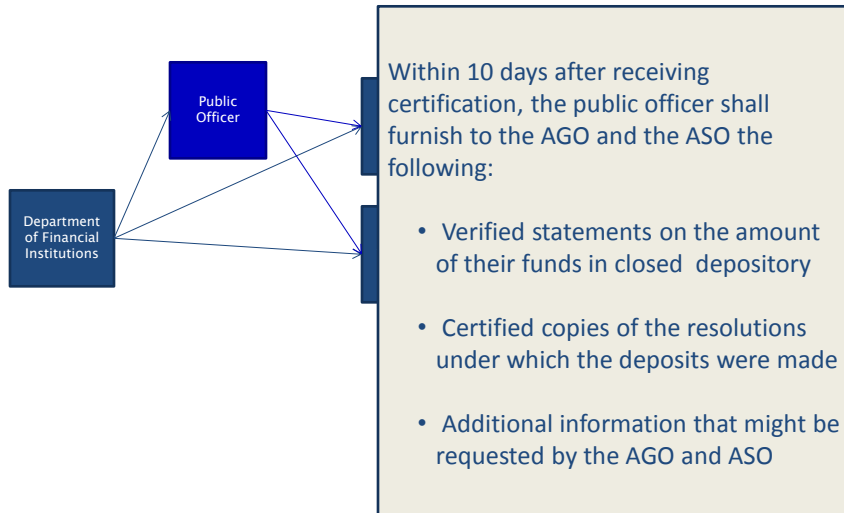 Public
Officer
Department
of Financial
Institutions
Within 10 days after receiving
certification, the public officer shall
furnish to the AGO and the ASO the
following:
• Verified statements on the amount
of their funds in closed depository
• Certified copies of the resolutions
under which the deposits were made
• Additional information that might be
requested by the AGO and ASO